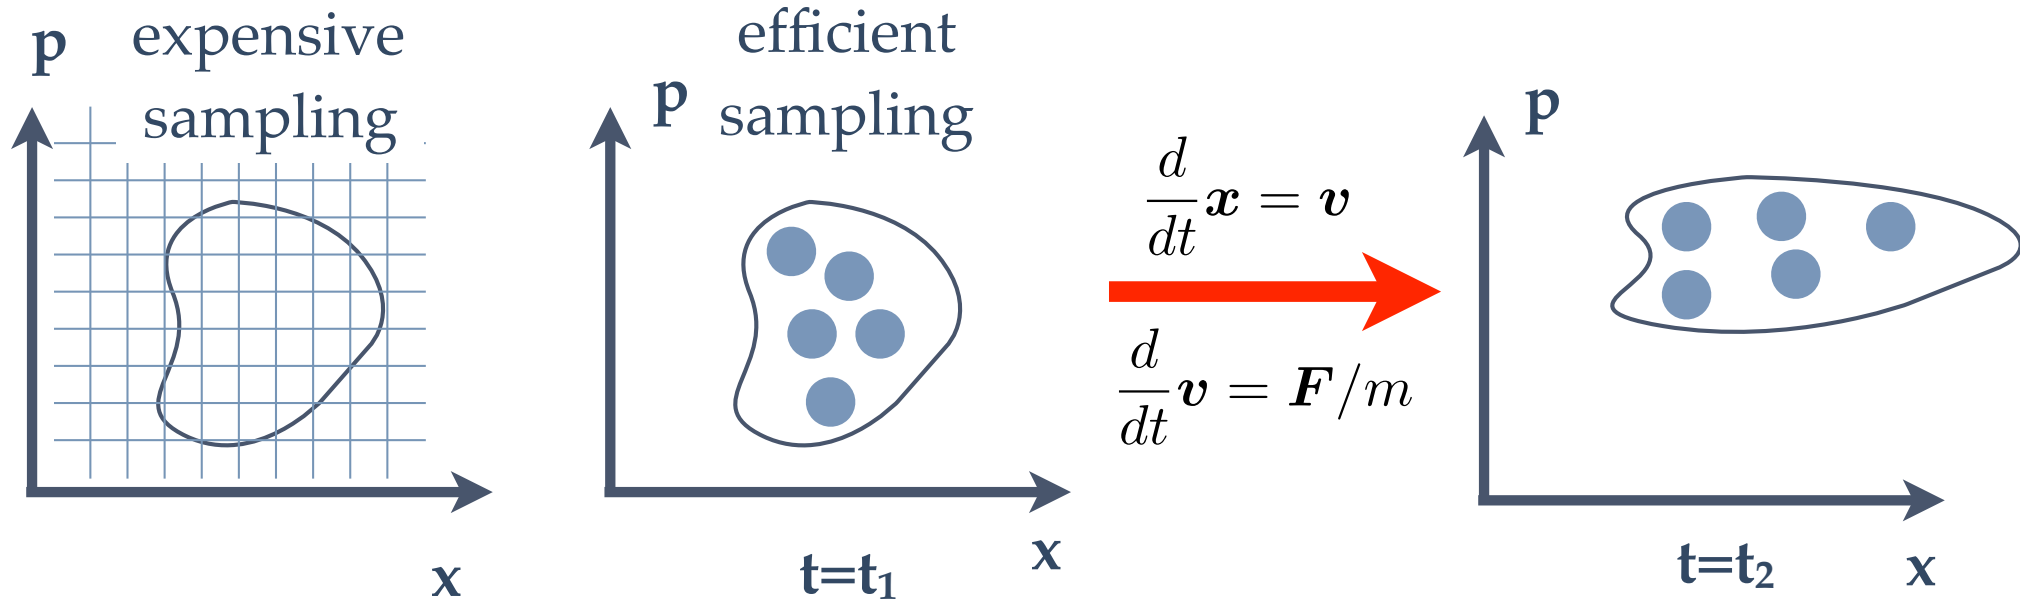 expensive
sampling
p
x
efficient
sampling
p
x
t=t₁
d/dt x = v
d/dt v = F/m
p
x
t=t₂